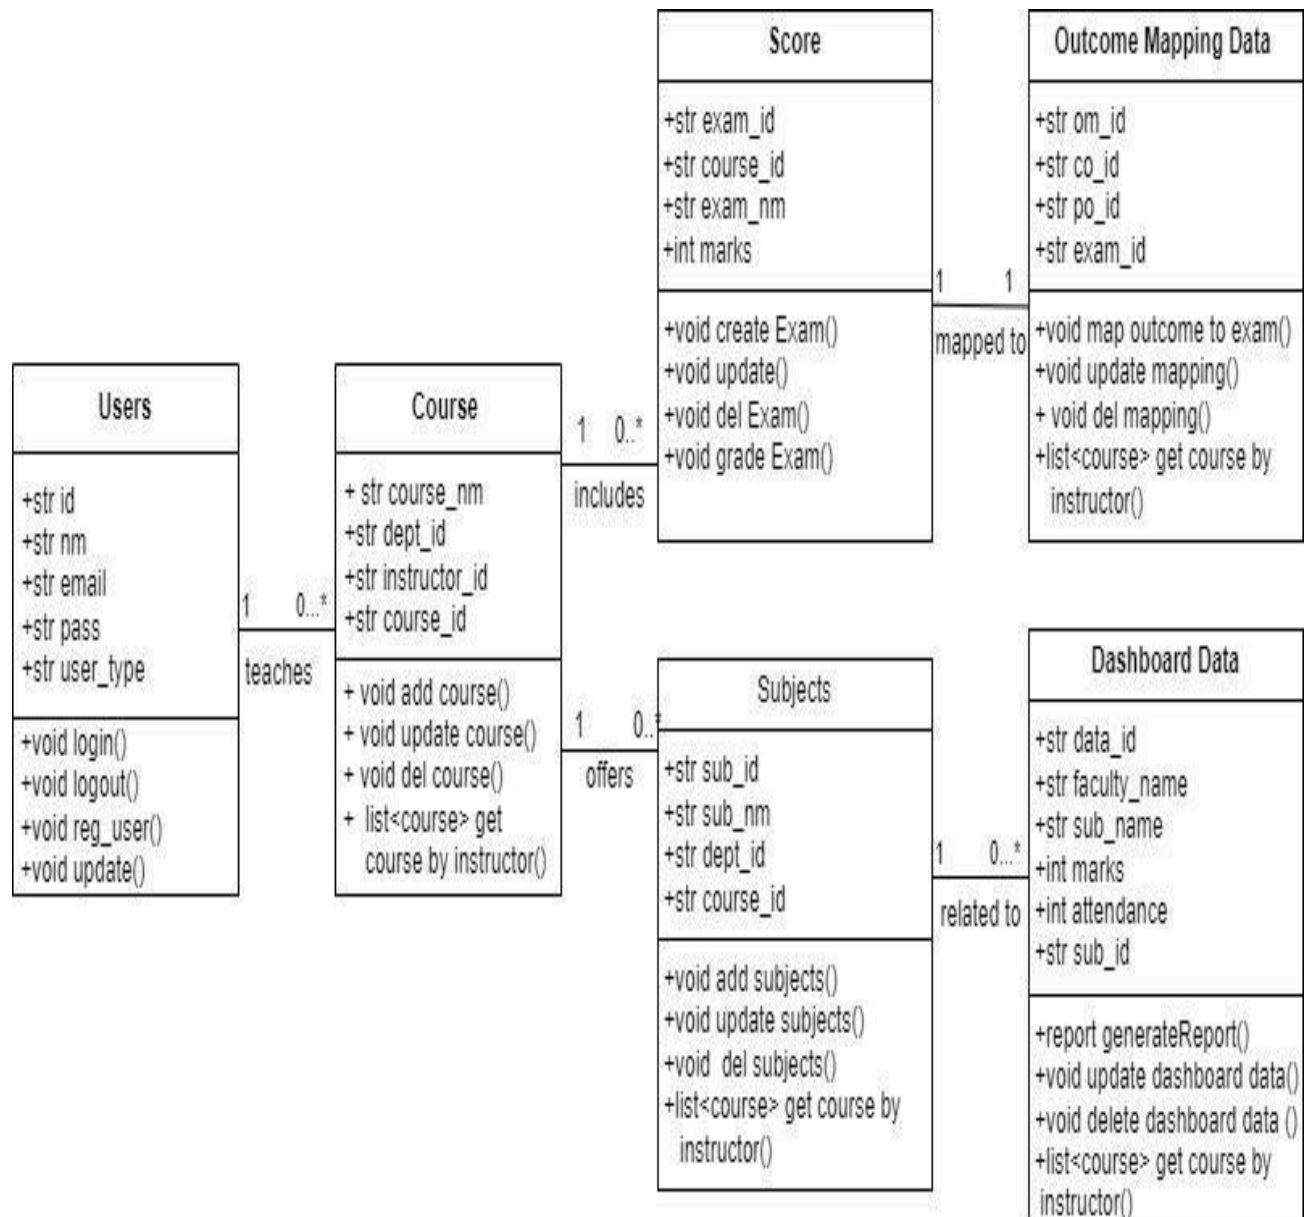 Users
+str id
+str nm
+str email
+str pass
+str user_type
+void login()
+void logout()
+void reg_user()
+void update()
1 0...*
teaches
Course
+ str course_nm
+str dept_id
+str instructor_id
+str course_id
+ void add course()
+ void update course()
+ void del course()
+ list<course> get
course by instructor()
1 0..*
includes
1 0..*
offers
Score
+str exam_id
+str course_id
+str exam_nm
+int marks
+void create Exam()
+void update()
+void del Exam()
+void grade Exam()
1 1
mapped to
Outcome Mapping Data
+str om_id
+str co_id
+str po_id
+str exam_id
+void map outcome to exam()
+void update mapping()
+ void del mapping()
+list<course> get course by
instructor()
Subjects
+str sub_id
+str sub_nm
+str dept_id
+str course_id
+void add subjects()
+void update subjects()
+void del subjects()
+list<course> get course by
instructor()
1 0...*
related to
Dashboard Data
+str data_id
+str faculty_name
+str sub_name
+int marks
+int attendance
+str sub_id
+report generateReport()
+void update dashboard data()
+void delete dashboard data ()
+list<course> get course by
instructor()